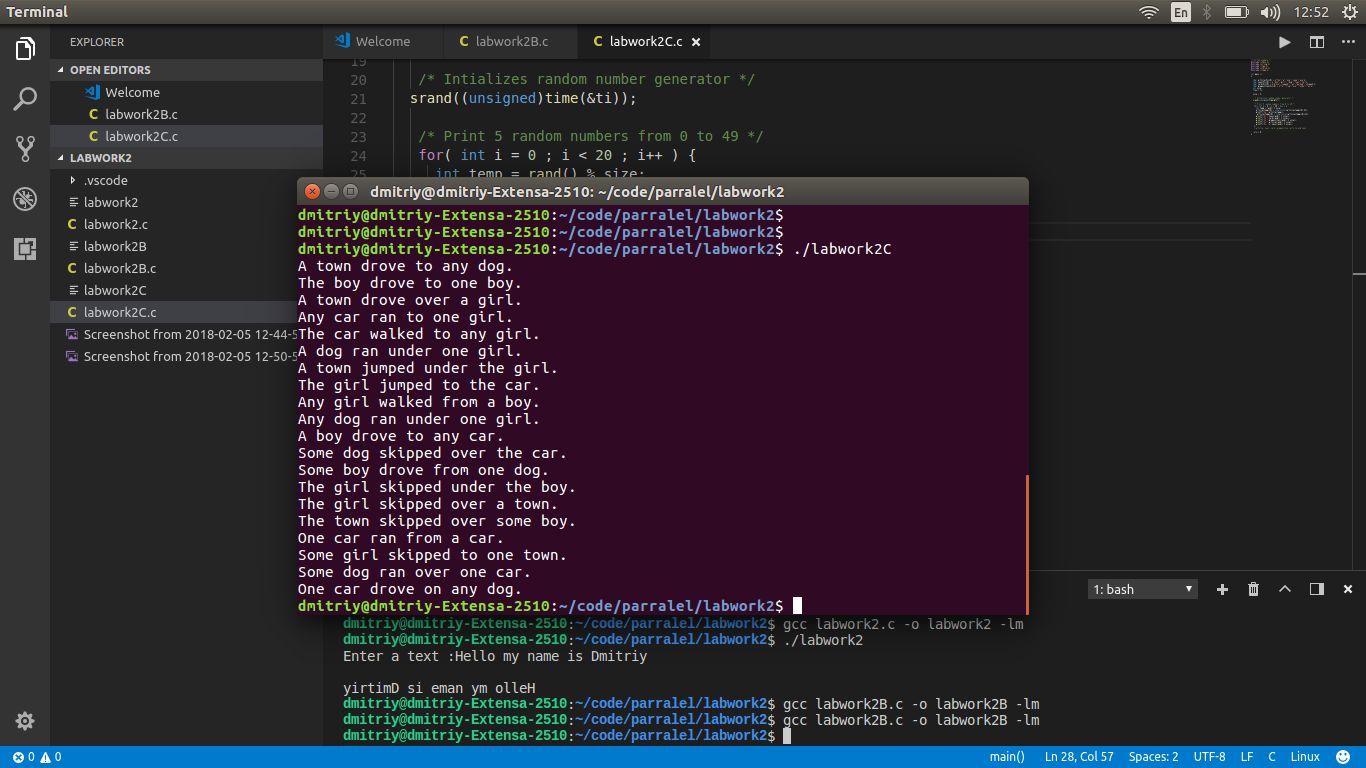 Terminal
En
12:52
EXPLORER
OPEN EDITORS
Welcome
labwork2B.c
labwork2C.c
LABWORK2
.vscode
labwork2
labwork2.c
labwork2B
labwork2B.c
labwork2C
labwork2C.c
Screenshot from 2018-02-05 12-44-5
Screenshot from 2018-02-05 12-50-5
Welcome
labwork2B.c
labwork2C.c
19
20 /* Intializes random number generator */
21 srand((unsigned)time(&ti));
22
23 /* Print 5 random numbers from 0 to 49 */
24 for( int i = 0 ; i < 20 ; i++ ) {
25 int temp = rand() % size;
dmitriy@dmitriy-Extensa-2510: ~/code/parralel/labwork2
dmitriy@dmitriy-Extensa-2510:~/code/parralel/labwork2$
dmitriy@dmitriy-Extensa-2510:~/code/parralel/labwork2$
dmitriy@dmitriy-Extensa-2510:~/code/parralel/labwork2$ ./labwork2C
A town drove to any dog.
The boy drove to one boy.
A town drove over a girl.
Any car ran to one girl.
The car walked to any girl.
A dog ran under one girl.
A town jumped under the girl.
The girl jumped to the car.
Any girl walked from a boy.
Any dog ran under one girl.
A boy drove to any car.
Some dog skipped over the car.
Some boy drove from one dog.
The girl skipped under the boy.
The girl skipped over a town.
The town skipped over some boy.
One car ran from a car.
Some girl skipped to one town.
Some dog ran over one car.
One car drove on any dog.
dmitriy@dmitriy-Extensa-2510:~/code/parralel/labwork2$
1: bash
dmitriy@dmitriy-Extensa-2510:~/code/parralel/labwork2$ gcc labwork2.c -o labwork2 -lm
dmitriy@dmitriy-Extensa-2510:~/code/parralel/labwork2$ ./labwork2
Enter a text :Hello my name is Dmitriy
yirtimD si eman ym olleH
dmitriy@dmitriy-Extensa-2510:~/code/parralel/labwork2$ gcc labwork2B.c -o labwork2B -lm
dmitriy@dmitriy-Extensa-2510:~/code/parralel/labwork2$ gcc labwork2B.c -o labwork2B -lm
dmitriy@dmitriy-Extensa-2510:~/code/parralel/labwork2$
0 0 main() Ln 28, Col 57 Spaces: 2 UTF-8 LF C Linux